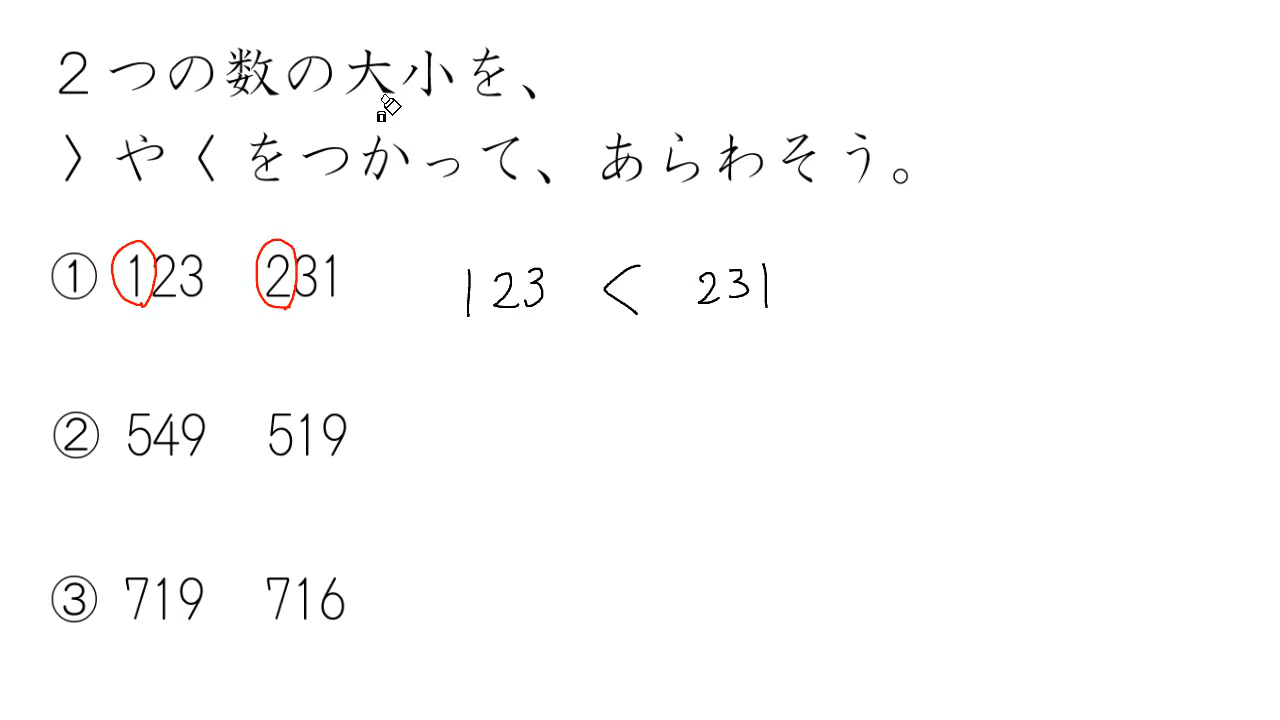 2つの数の大小を、
〉や〈をつかって、あらわそう。
① 123 231 123 < 231
② 549 519
③ 719 716